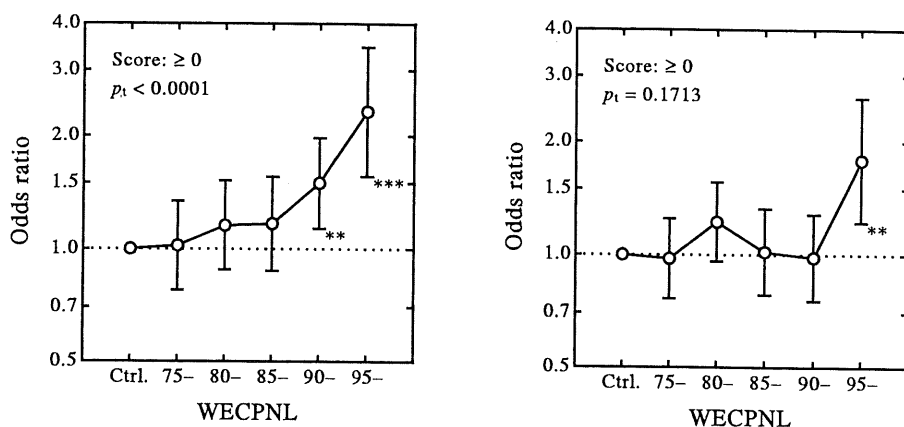 4.0
3.0
2.0
1.5
1.0
0.7
0.5
Odds ratio
Score: ≥ 0
pt < 0.0001
**
***
Ctrl. 75– 80– 85– 90– 95–
WECPNL
4.0
3.0
2.0
1.5
1.0
0.7
0.5
Odds ratio
Score: ≥ 0
pt = 0.1713
**
Ctrl. 75– 80– 85– 90– 95–
WECPNL